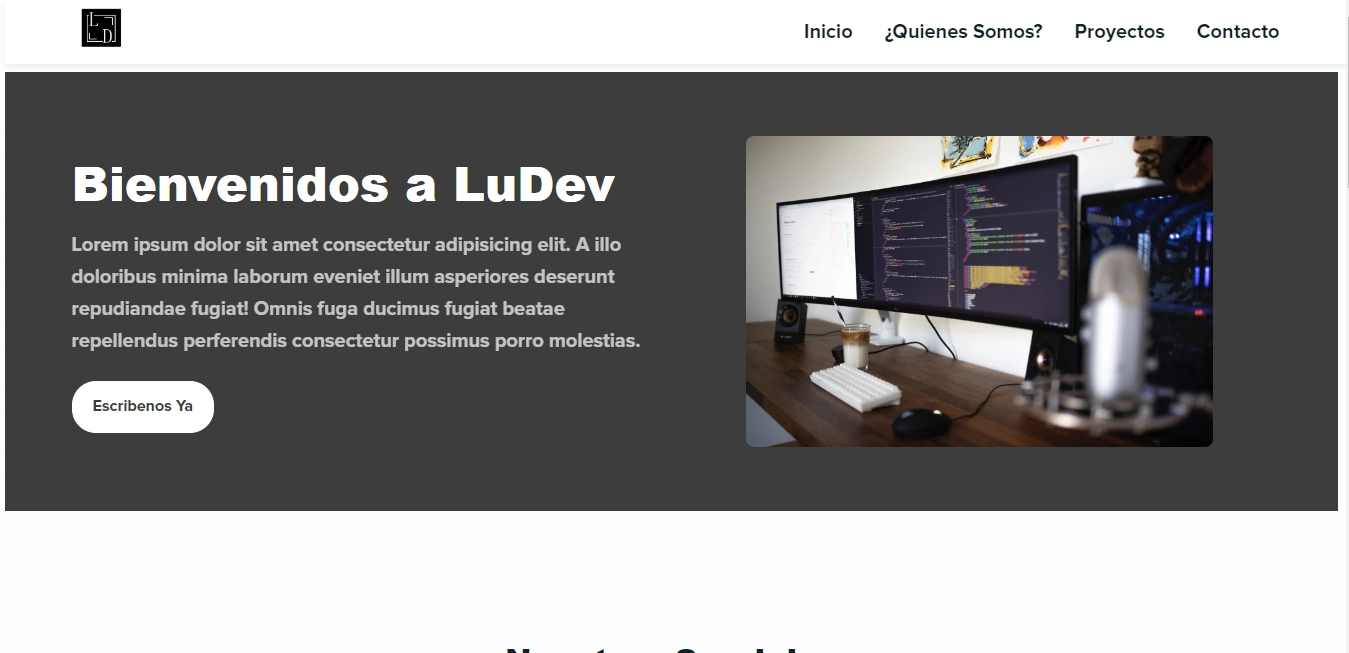 L
D
Inicio ¿Quienes Somos? Proyectos Contacto
Bienvenidos a LuDev
Lorem ipsum dolor sit amet consectetur adipisicing elit. A illo
doloribus minima laborum eveniet illum asperiores deserunt
repudiandae fugiat! Omnis fuga ducimus fugiat beatae
repellendus perferendis consectetur possimus porro molestias.
Escribenos Ya